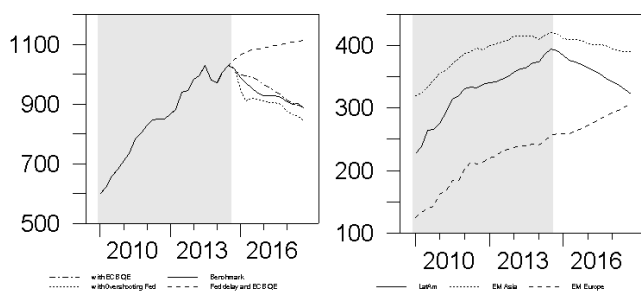 1100
900
700
500
2010
2013
2016
with ECB QE
Benchmark
with Overshooting Fed
Fed delay and ECB QE
400
300
200
100
2010
2013
2016
LatAm
EM Asia
EM Europe